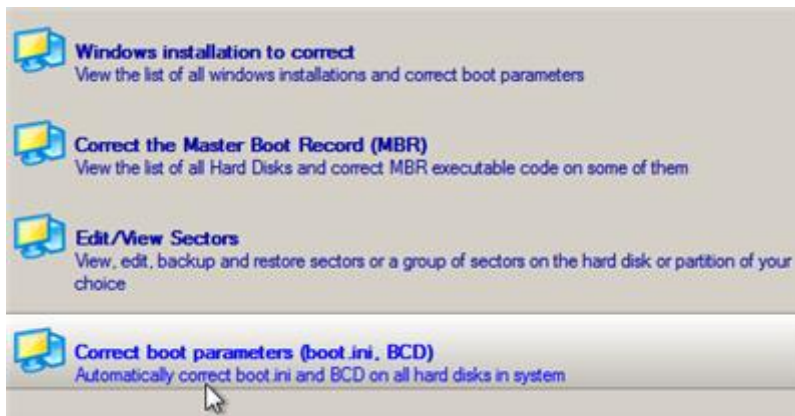 Windows installation to correct
View the list of all windows installations and correct boot parameters
Correct the Master Boot Record (MBR)
View the list of all Hard Disks and correct MBR executable code on some of them
Edit/View Sectors
View, edit, backup and restore sectors or a group of sectors on the hard disk or partition of your
choice
Correct boot parameters (boot.ini, BCD)
Automatically correct boot.ini and BCD on all hard disks in system